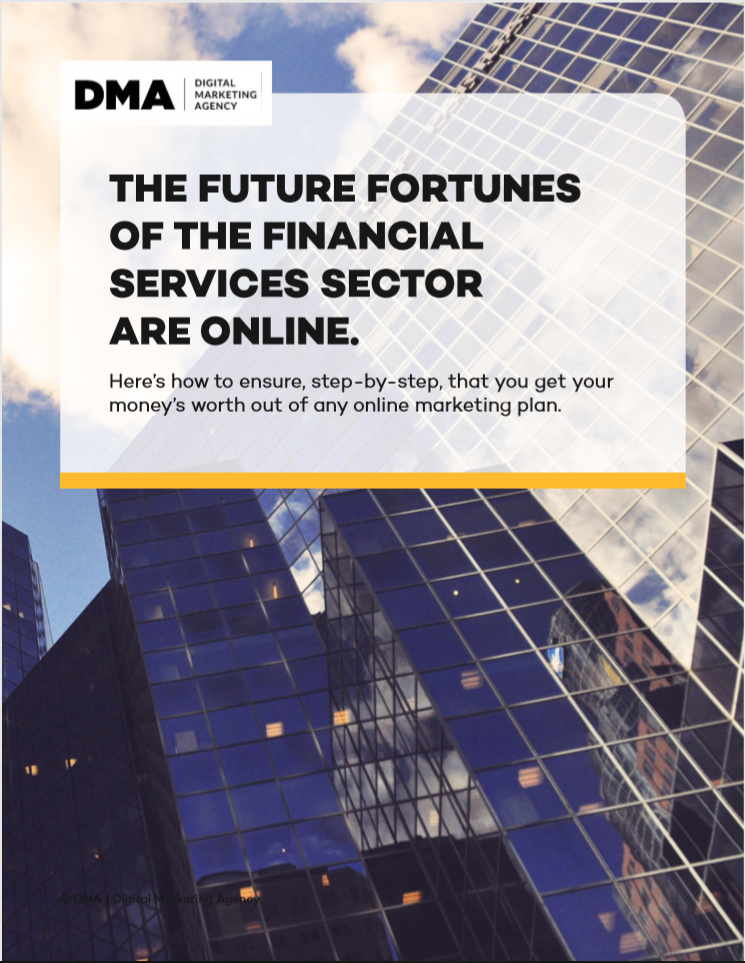 DMA
DIGITAL
MARKETING
AGENCY
THE FUTURE FORTUNES
OF THE FINANCIAL
SERVICES SECTOR
ARE ONLINE.
Here's how to ensure, step-by-step, that you get your
money's worth out of any online marketing plan.
© DMA | Digital Marketing Agency